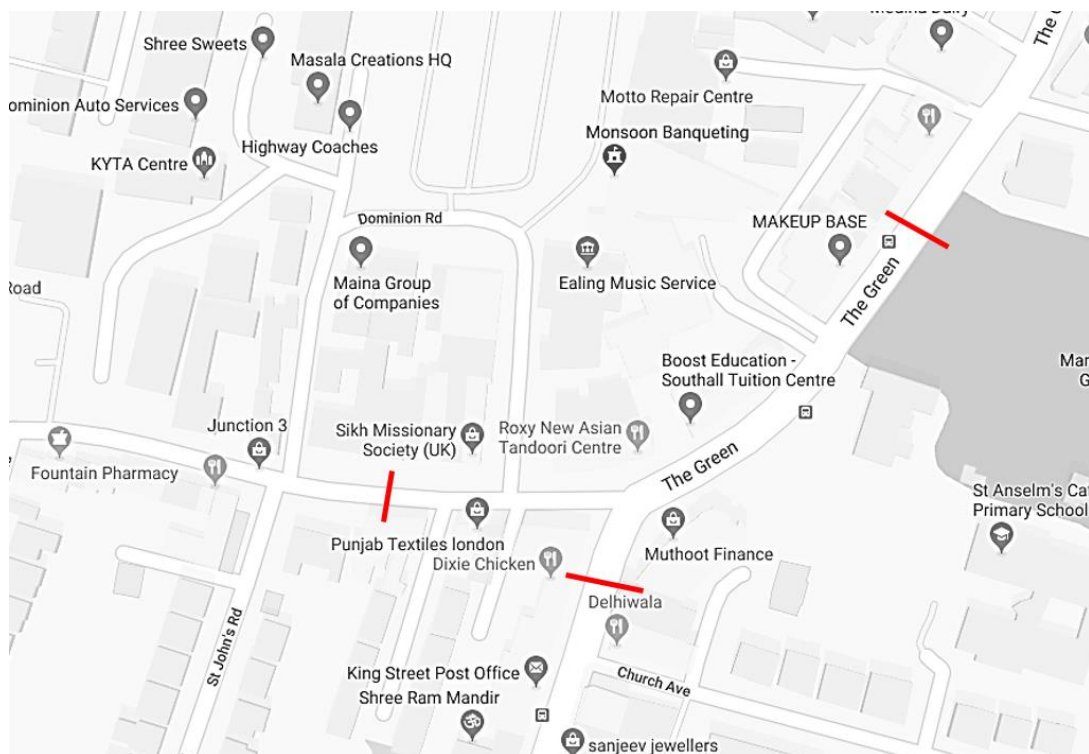 The Green
Shree Sweets
Masala Creations HQ
Motto Repair Centre
ominion Auto Services
Highway Coaches
Monsoon Banqueting
KYTA Centre
Dominion Rd
MAKEUP BASE
Maina Group
of Companies
Ealing Music Service
The Green
Road
Boost Education -
Southall Tuition Centre
Junction 3
Sikh Missionary
Society (UK)
Roxy New Asian
Tandoori Centre
Fountain Pharmacy
The Green
St Anselm's Cat
Primary School
Punjab Textiles london
Dixie Chicken
Muthoot Finance
Delhiwala
St John's Rd
King Street Post Office
Shree Ram Mandir
Church Ave
sanjeev jewellers